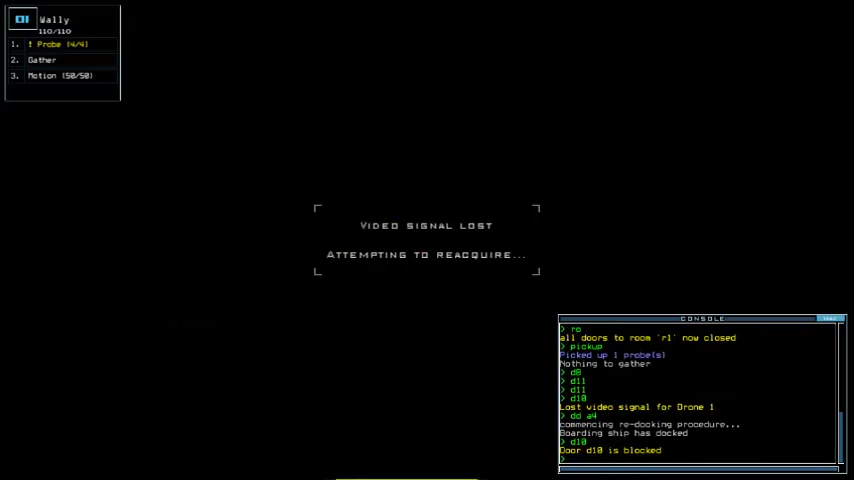 Wally
110/110
1. ! Probe (4/4)
2. Gather
3. Motion (50/50)
VIDEO SIGNAL LOST
ATTEMPTING TO REACQUIRE...
CONSOLE
> ro
all doors to room 'r1' now closed
> pickup
Picked up 1 probe(s)
Nothing to gather
> d8
> d11
> d11
> d10
Lost video signal for Drone 1
> dd a4
commencing re-docking procedure...
Boarding ship has docked
> d10
Door d10 is blocked
>